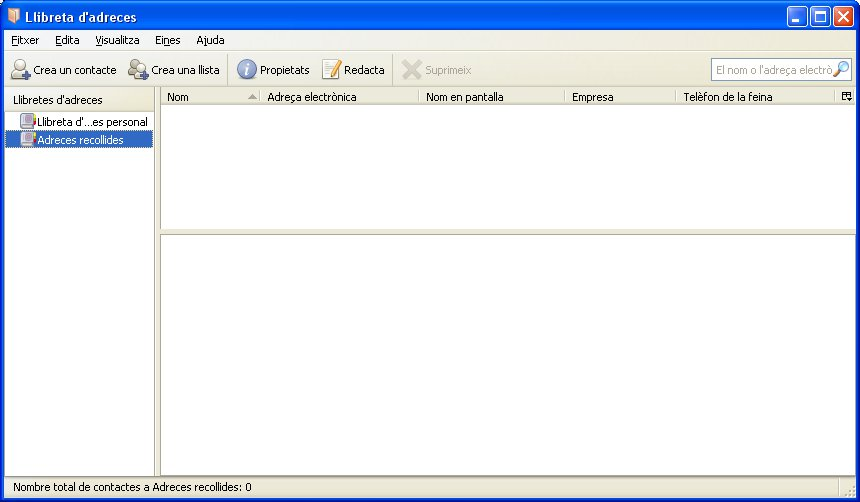 Llibreta d'adreces
Fitxer Edita Visualitza Eines Ajuda
Crea un contacte Crea una llista Propietats Redacta Suprimeix El nom o l'adreça electrò
Llibretes d'adreces Nom Adreça electrònica Nom en pantalla Empresa Telèfon de la feina
Llibreta d'...es personal
Adreces recollides
Nombre total de contactes a Adreces recollides: 0